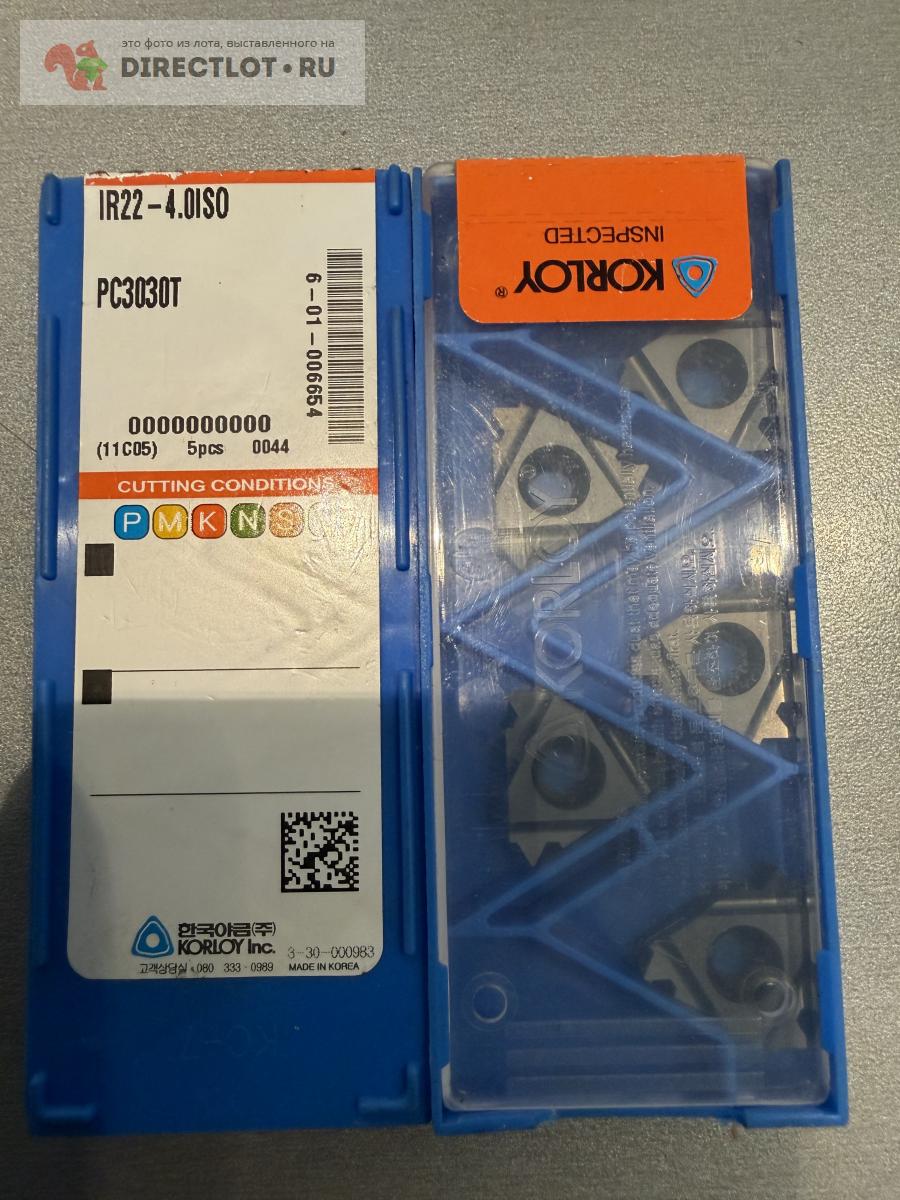 это фото из лота, выставленного на
DIRECTLOT•RU
IR22-4.0ISO
PC3030T
6-01-006654
0000000000
(11C05) 5pcs 0044
CUTTING CONDITIONS
P M K N S
한국야금(주)
KORLOY Inc.
3-30-000983
고객상담실 080 333-0989 MADE IN KOREA
KORLOY®
INSPECTED
KORLOY